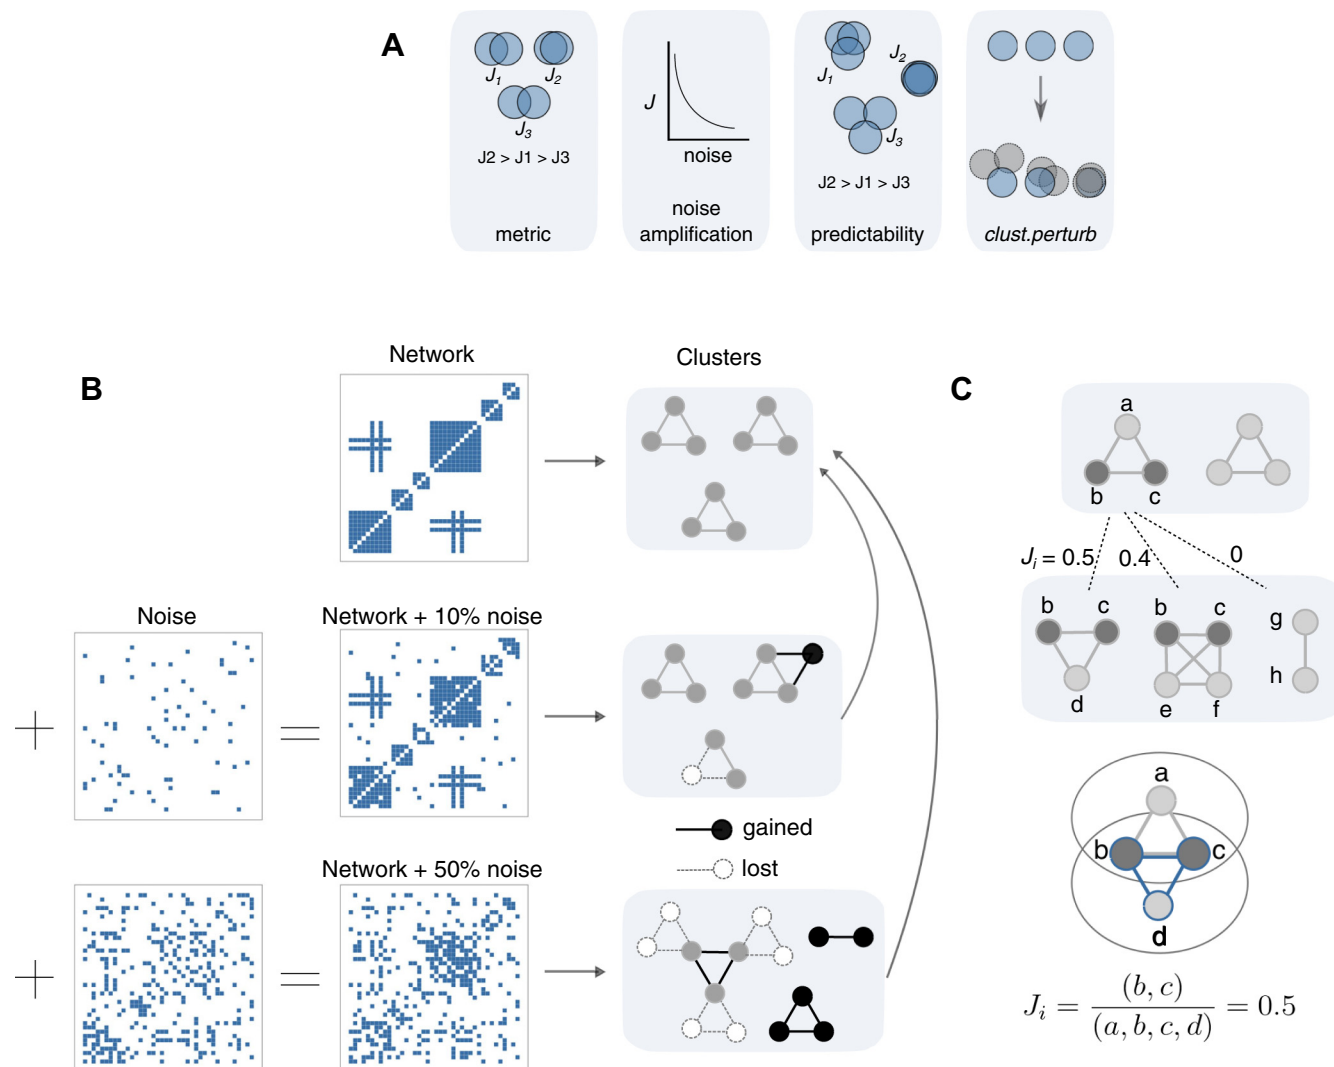 A
J1
J2
J3
J2 > J1 > J3
metric
J
noise
noise
amplification
J1
J2
J3
J2 > J1 > J3
predictability
clust.perturb
B
Network
Clusters
Noise
Network + 10% noise
+
=
gained
lost
Network + 50% noise
+
=
C
a
b
c
Ji = 0.5
0.4
0
b
c
b
c
g
d
e
f
h
a
b
c
d
Ji = (b, c) / (a, b, c, d) = 0.5